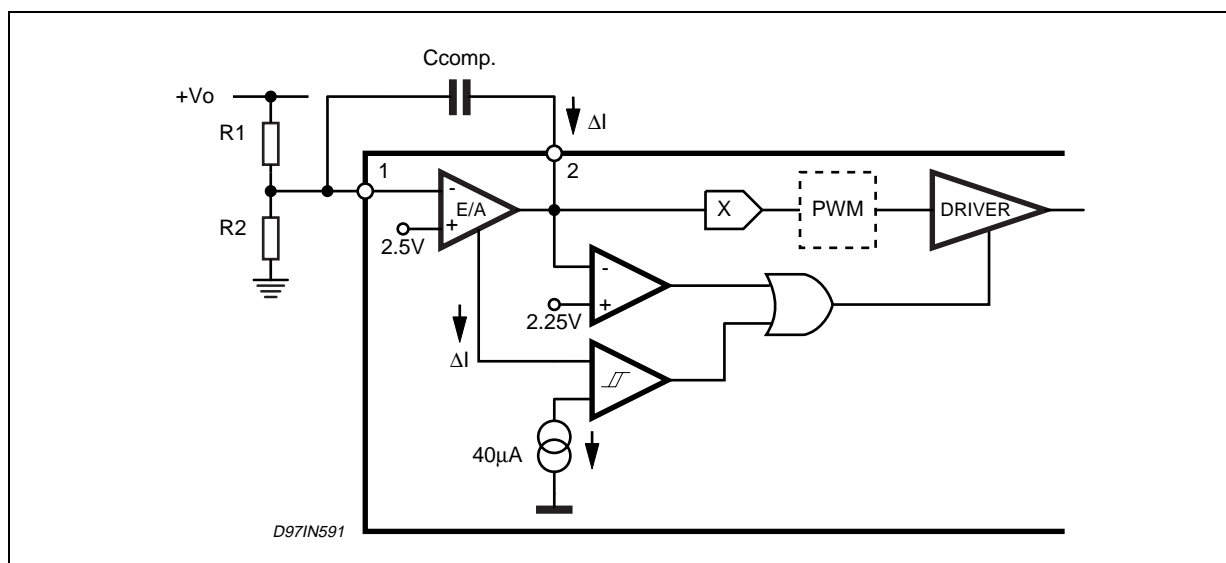 Ccomp.
+Vo
ΔI
R1
1
2
-
E/A
X
PWM
DRIVER
+
R2
2.5V
-
+
2.25V
ΔI
40µA
D97IN591